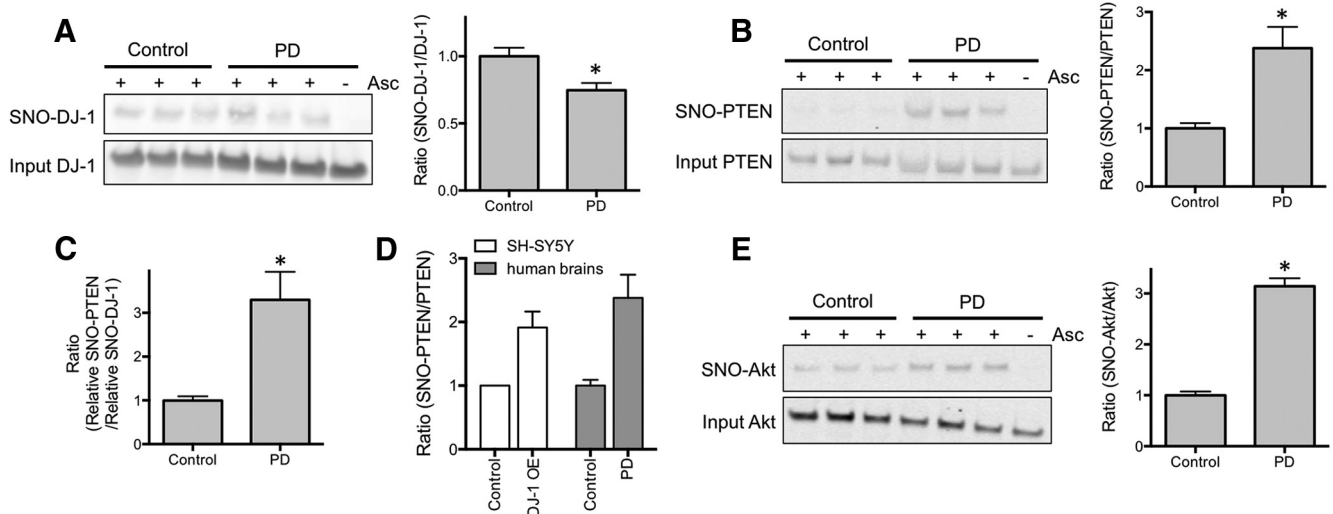 A
Control PD
+ + + + + + - Asc
SNO-DJ-1
Input DJ-1
Ratio (SNO-DJ-1/DJ-1)
1.0
0.5
0.0
*
Control PD
B
Control PD
+ + + + + + - Asc
SNO-PTEN
Input PTEN
Ratio (SNO-PTEN/PTEN)
3
2
1
0
*
Control PD
C
Ratio
(Relative SNO-PTEN
/Relative SNO-DJ-1)
3
2
1
0
*
Control PD
D
SH-SY5Y
human brains
Ratio (SNO-PTEN/PTEN)
3
2
1
0
Control
DJ-1 OE
Control
PD
E
Control PD
+ + + + + + - Asc
SNO-Akt
Input Akt
Ratio (SNO-Akt/Akt)
3
2
1
0
*
Control PD